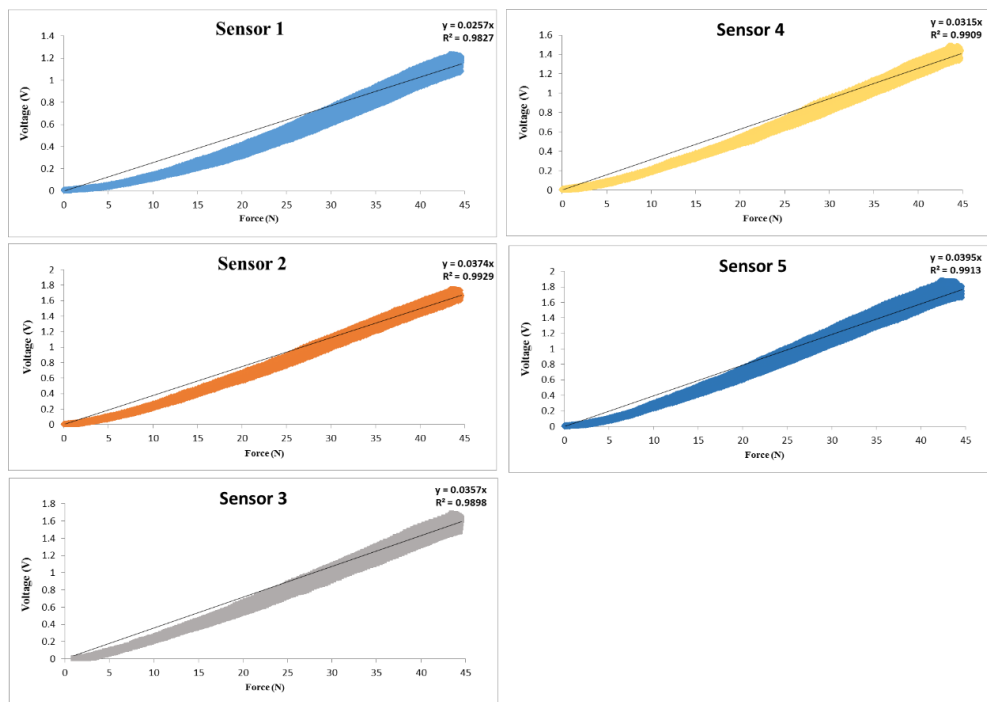 Sensor 1
y = 0.0257x
R² = 0.9827
Voltage (V)
1.4
1.2
1
0.8
0.6
0.4
0.2
0
0 5 10 15 20 25 30 35 40 45
Force (N)
Sensor 4
y = 0.0315x
R² = 0.9909
Voltage (V)
1.6
1.4
1.2
1
0.8
0.6
0.4
0.2
0
0 5 10 15 20 25 30 35 40 45
Force (N)
Sensor 2
y = 0.0374x
R² = 0.9929
Voltage (V)
2
1.8
1.6
1.4
1.2
1
0.8
0.6
0.4
0.2
0
0 5 10 15 20 25 30 35 40 45
Force (N)
Sensor 5
y = 0.0395x
R² = 0.9913
Voltage (V)
2
1.8
1.6
1.4
1.2
1
0.8
0.6
0.4
0.2
0
0 5 10 15 20 25 30 35 40 45
Force (N)
Sensor 3
y = 0.0357x
R² = 0.9898
Voltage (V)
1.8
1.6
1.4
1.2
1
0.8
0.6
0.4
0.2
0
0 5 10 15 20 25 30 35 40 45
Force (N)